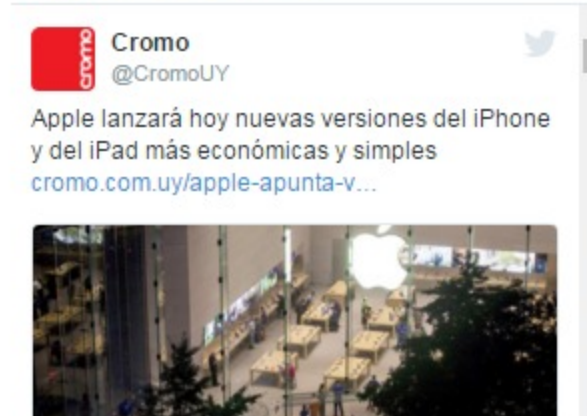 cromo
Cromo
@CromoUY
Apple lanzará hoy nuevas versiones del iPhone
y del iPad más económicas y simples
cromo.com.uy/apple-apunta-v...